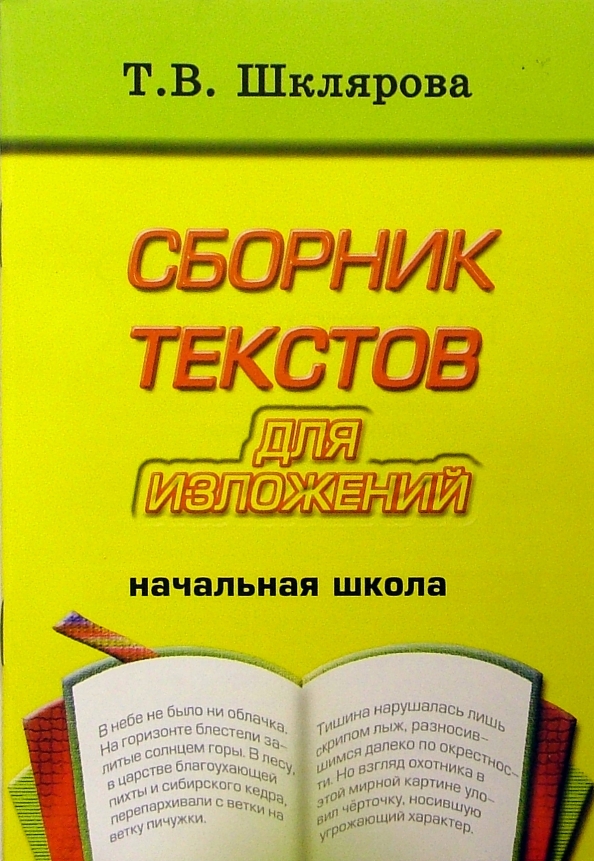 Т.В. Шклярова
СБОРНИК
ТЕКСТОВ
ДЛЯ
ИЗЛОЖЕНИЙ
начальная школа
В небе не было ни облачка.
На горизонте блестели за-
литые солнцем горы. В лесу,
в царстве благоухающей
пихты и сибирского кедра,
перепархивали с ветки на
ветку пичужки.
Тишина нарушалась лишь
скрипом лыж, разносив-
шимся далеко по окрестнос-
ти. Но взгляд охотника в
этой мирной картине уло-
вил чёрточку, носившую
угрожающий характер.